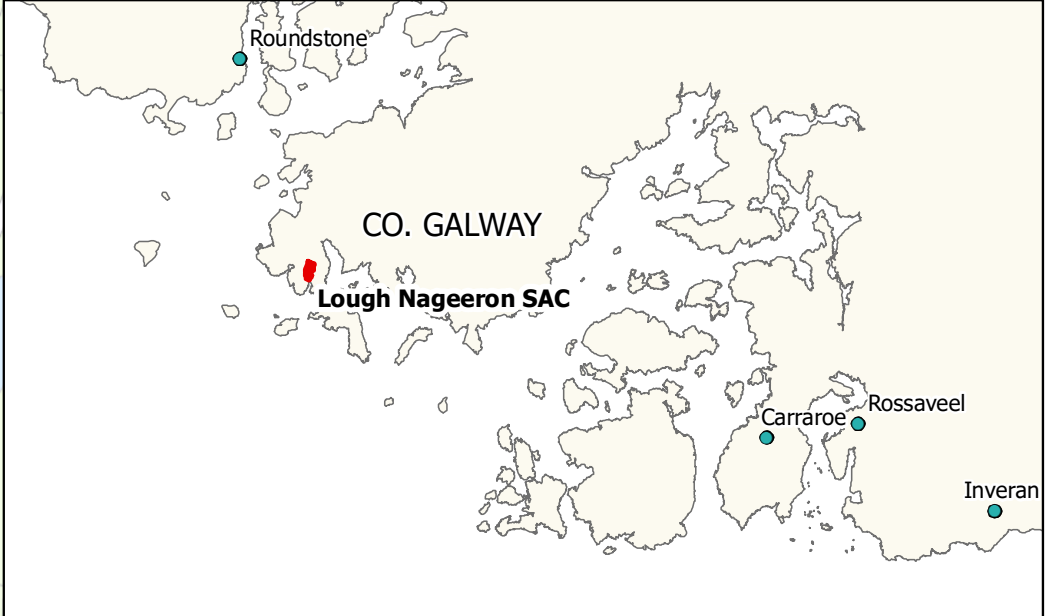 Roundstone
CO. GALWAY
Lough Nageeron SAC
Rossaveel
Carraroe
Inveran